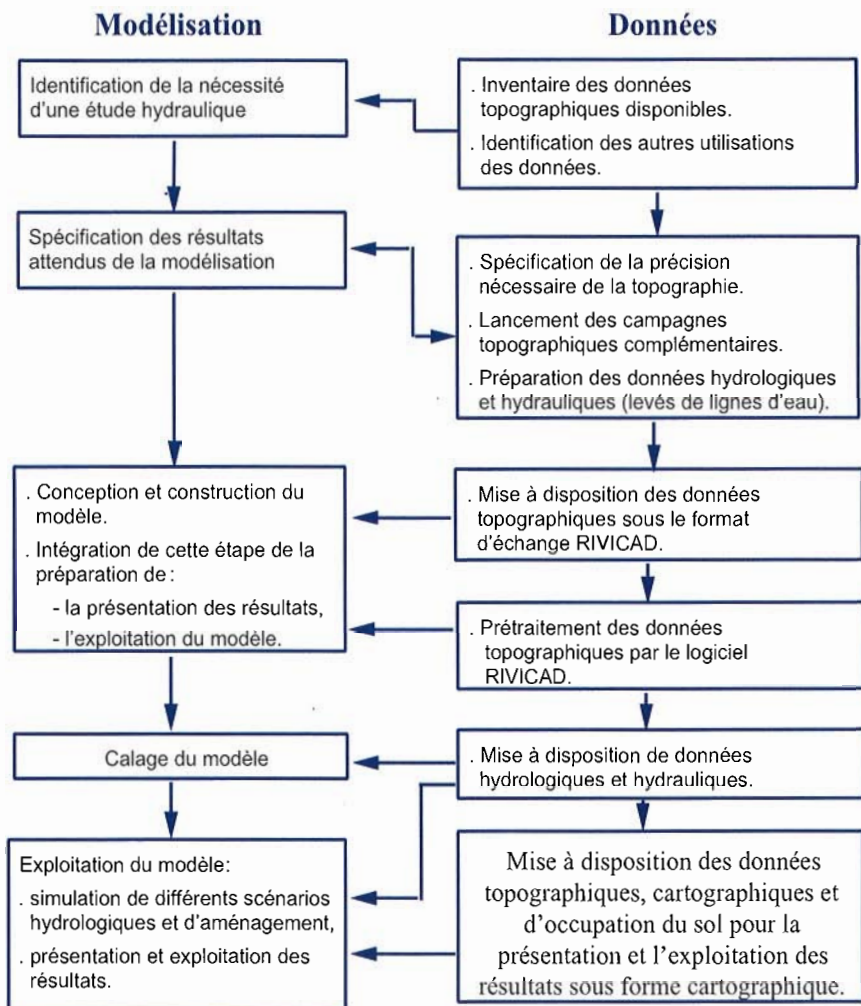 Modélisation
Données
Identification de la nécessité
d'une étude hydraulique
. Inventaire des données
topographiques disponibles.
. Identification des autres utilisations
des données.
Spécification des résultats
attendus de la modélisation
. Spécification de la précision
nécessaire de la topographie.
. Lancement des campagnes
topographiques complémentaires.
. Préparation des données hydrologiques
et hydrauliques (levés de lignes d'eau).
. Conception et construction du
modèle.
. Intégration de cette étape de la
préparation de :
- la présentation des résultats,
- l'exploitation du modèle.
. Mise à disposition des données
topographiques sous le format
d'échange RIVICAD.
. Prétraitement des données
topographiques par le logiciel
RIVICAD.
Calage du modèle
. Mise à disposition de données
hydrologiques et hydrauliques.
Exploitation du modèle:
. simulation de différents scénarios
hydrologiques et d'aménagement,
. présentation et exploitation des
résultats.
Mise à disposition des données
topographiques, cartographiques et
d'occupation du sol pour la
présentation et l'exploitation des
résultats sous forme cartographique.